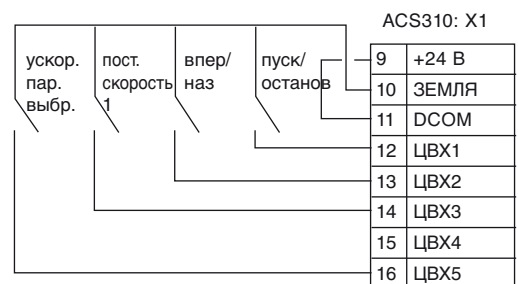 ACS310: X1
ускор.
пар.
выбр.
пост.
скорость
1
впер/
наз
пуск/
останов
9 +24 В
10 ЗЕМЛЯ
11 DCOM
12 ЦВХ1
13 ЦВХ2
14 ЦВХ3
15 ЦВХ4
16 ЦВХ5